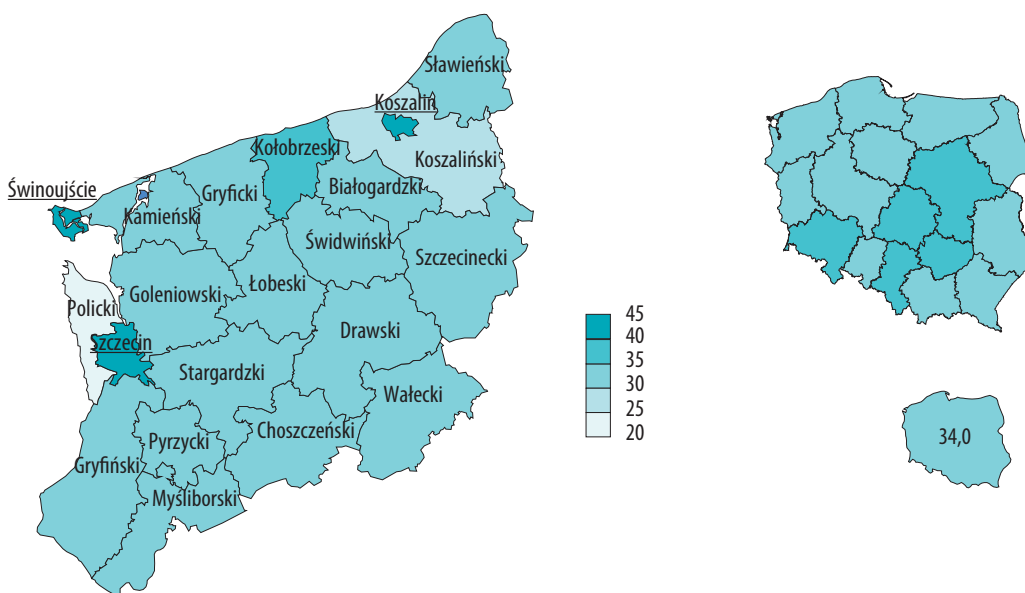 Sławieński
Koszalin
Kołobrzeski
Koszaliński
Białogardzki
Gryficki
Świnoujście
Kamieński
Świdwiński
Szczecinecki
Łobeski
Goleniowski
Policki
Drawski
Szczecin
Stargardzki
Wałecki
Choszczeński
Pyrzycki
Gryfiński
Myśliborski
45
40
35
30
25
20
34,0